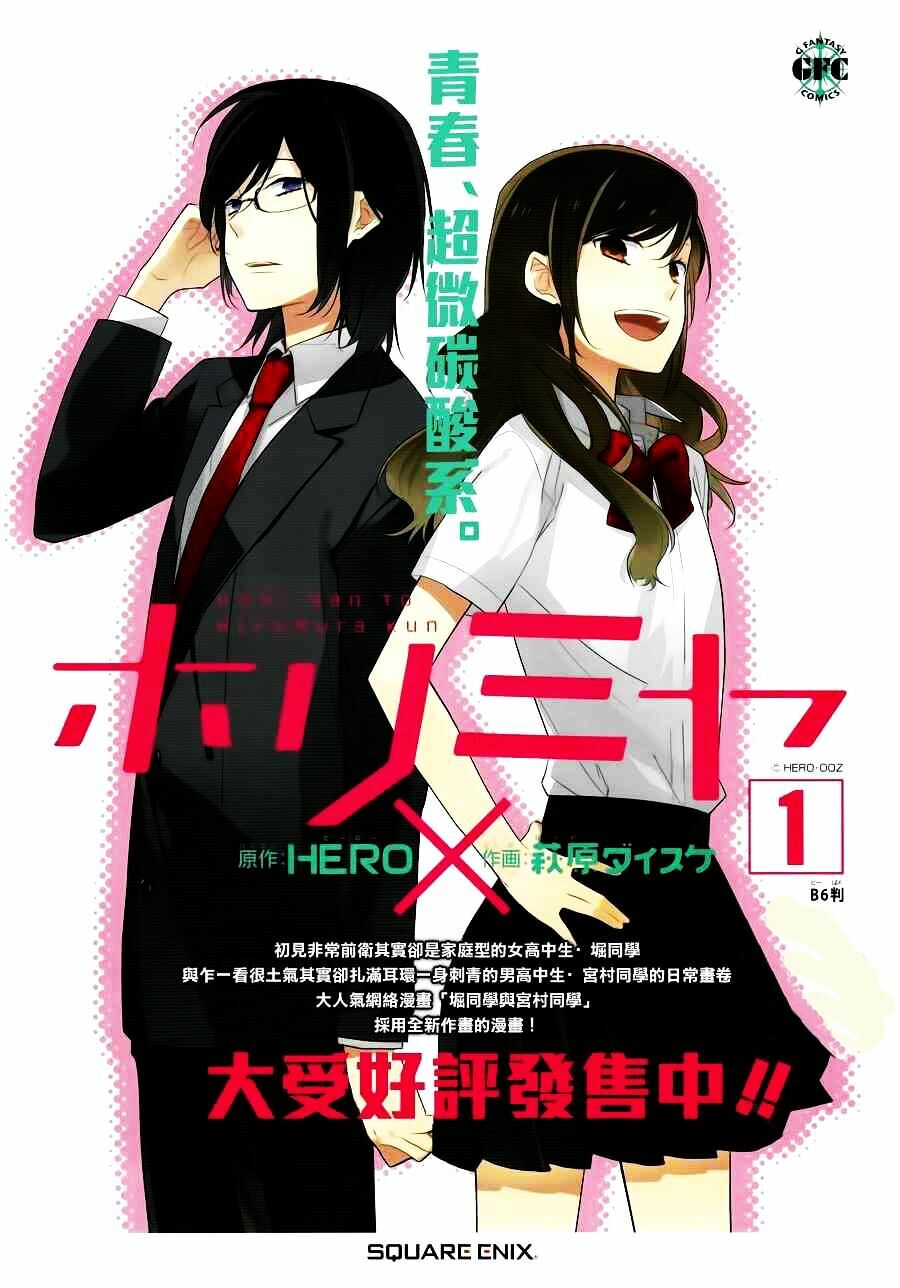 G FANTASY
GFC
COMICS
青春、超微碳酸系。
HORI SAN TO
MIYAMURA KUN
ホリミヤ
© HERO・OOZ
1
B6判
原作:HERO×作画:萩原ダイスケ
初見非常前衛其實卻是家庭型的女高中生・堀同學
與乍一看很土氣其實卻扎滿耳環一身刺青的男高中生・宮村同學的日常畫卷
大人氣網絡漫畫「堀同學與宮村同學」
採用全新作畫的漫畫！
大受好評發售中!!
SQUARE ENIX.